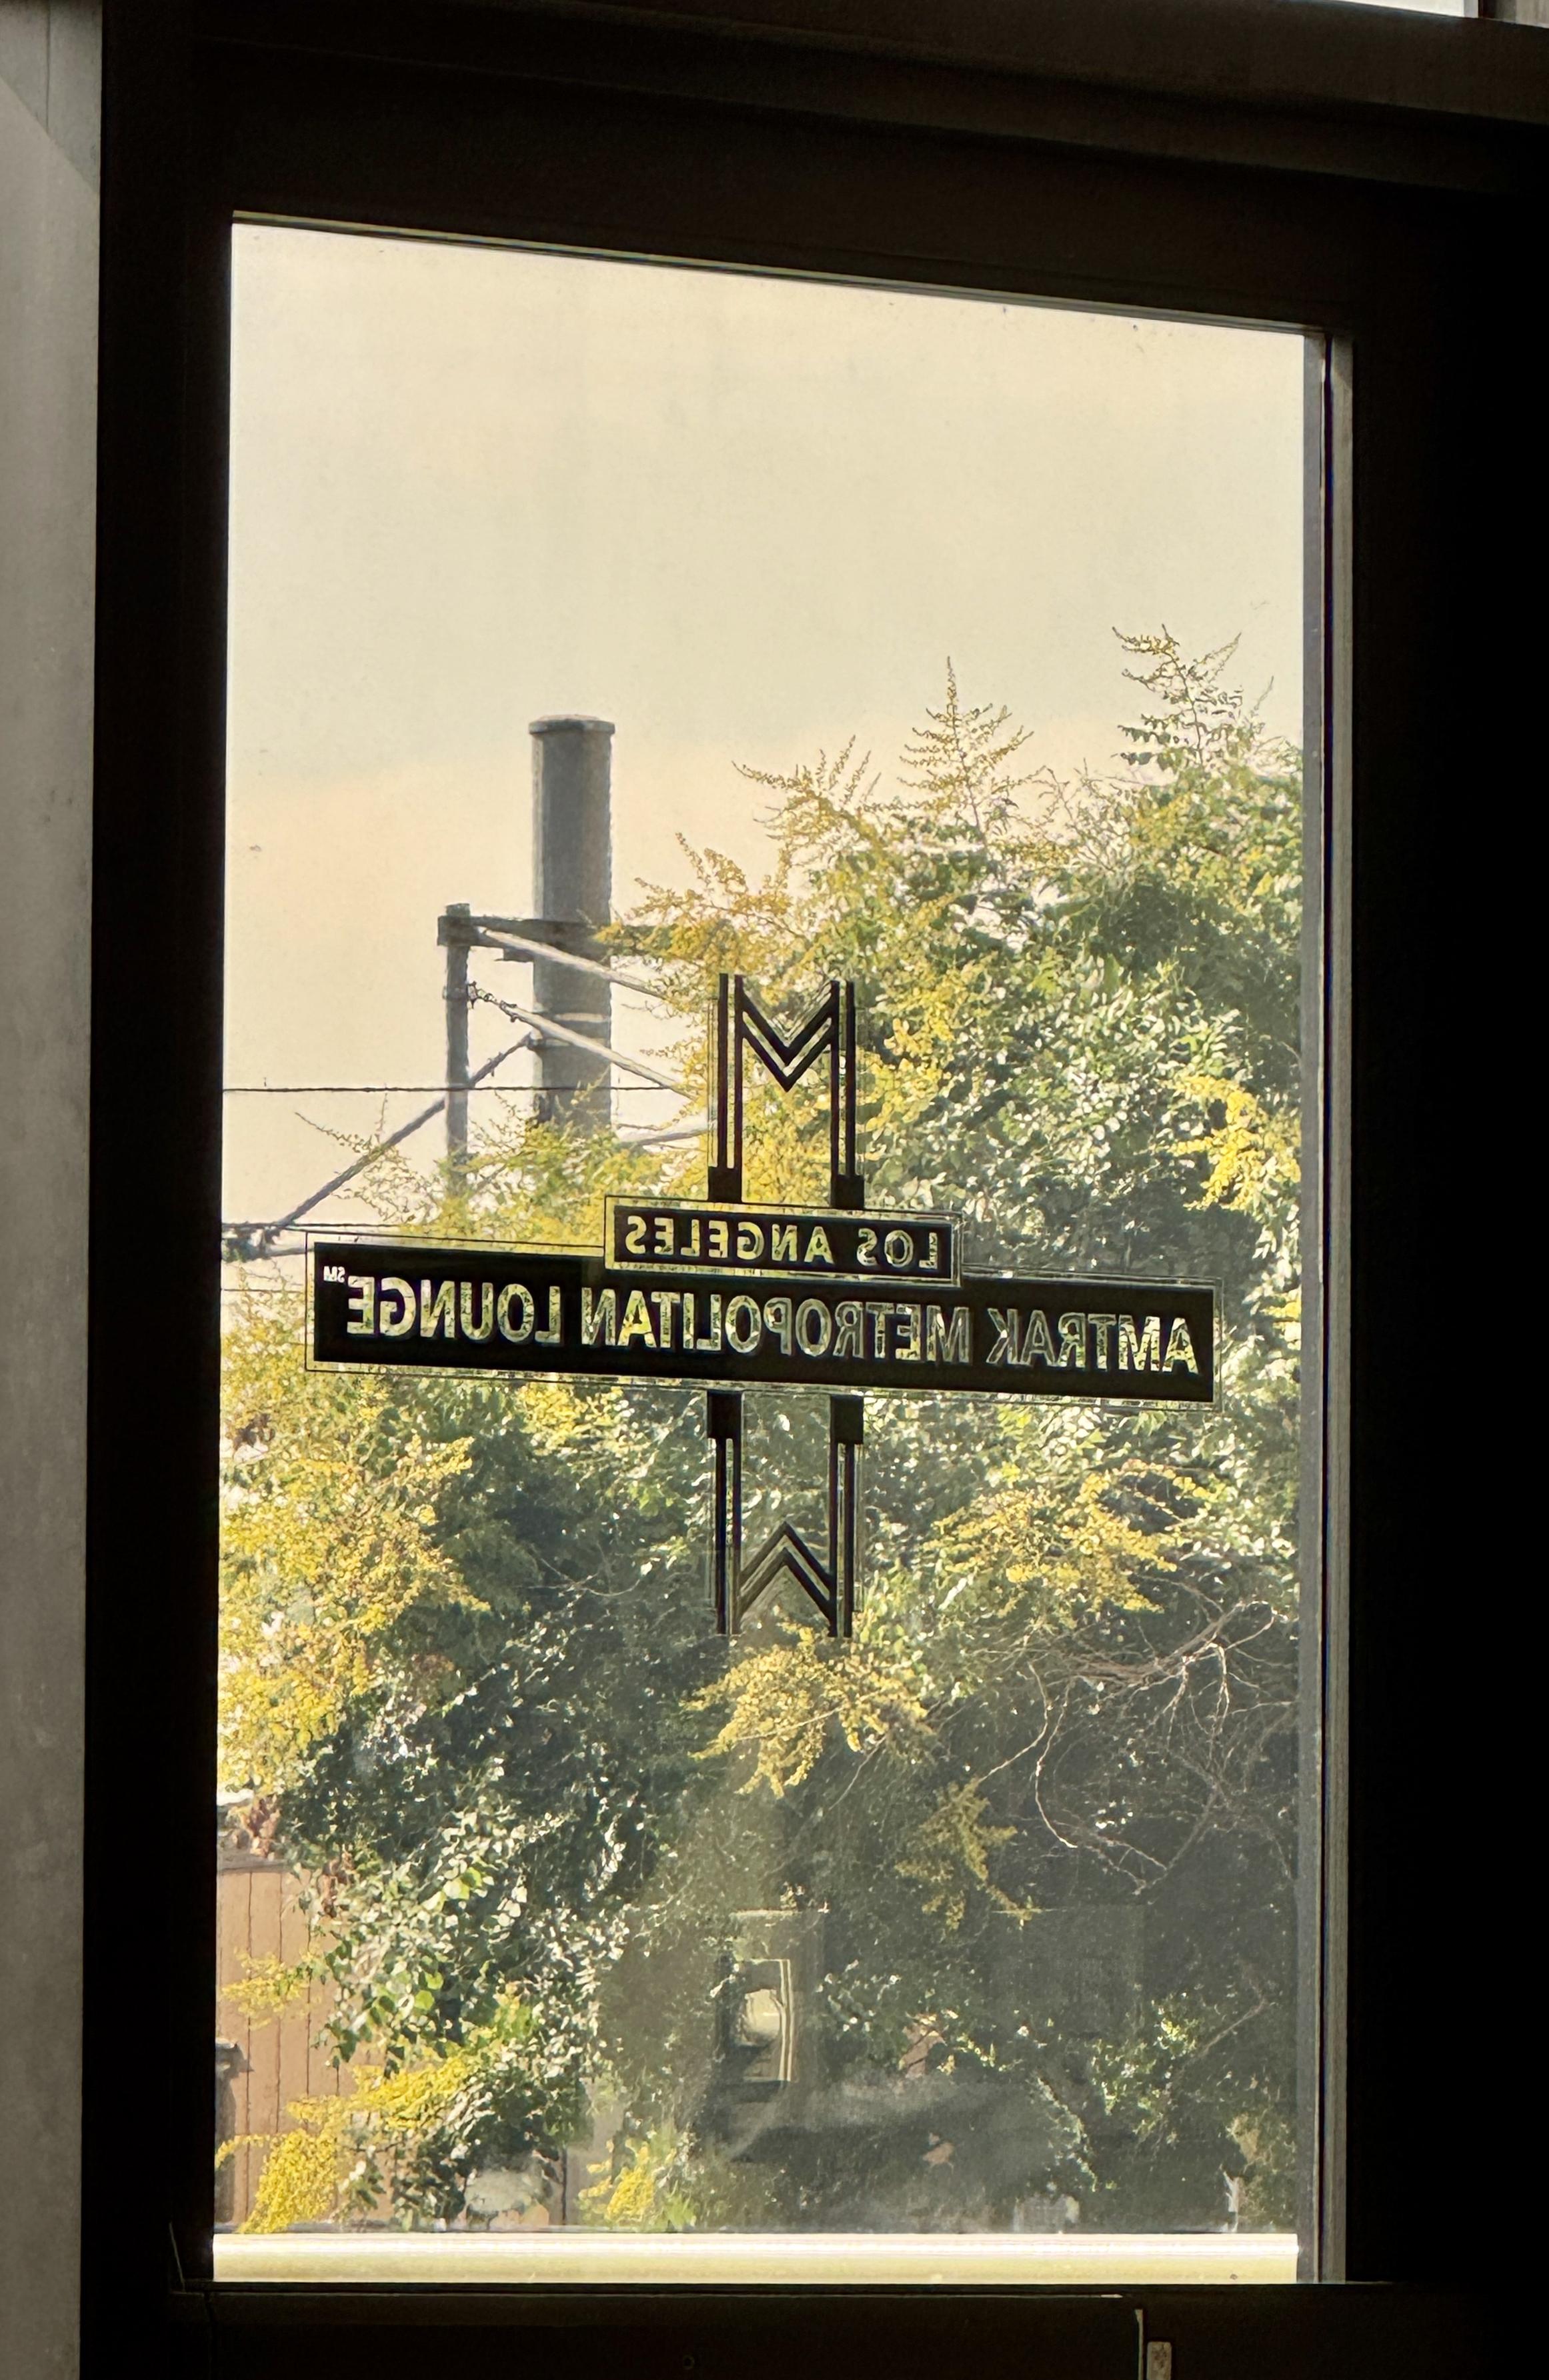 M
LOS ANGELES
AMTRAK METROPOLITAN LOUNGE℠